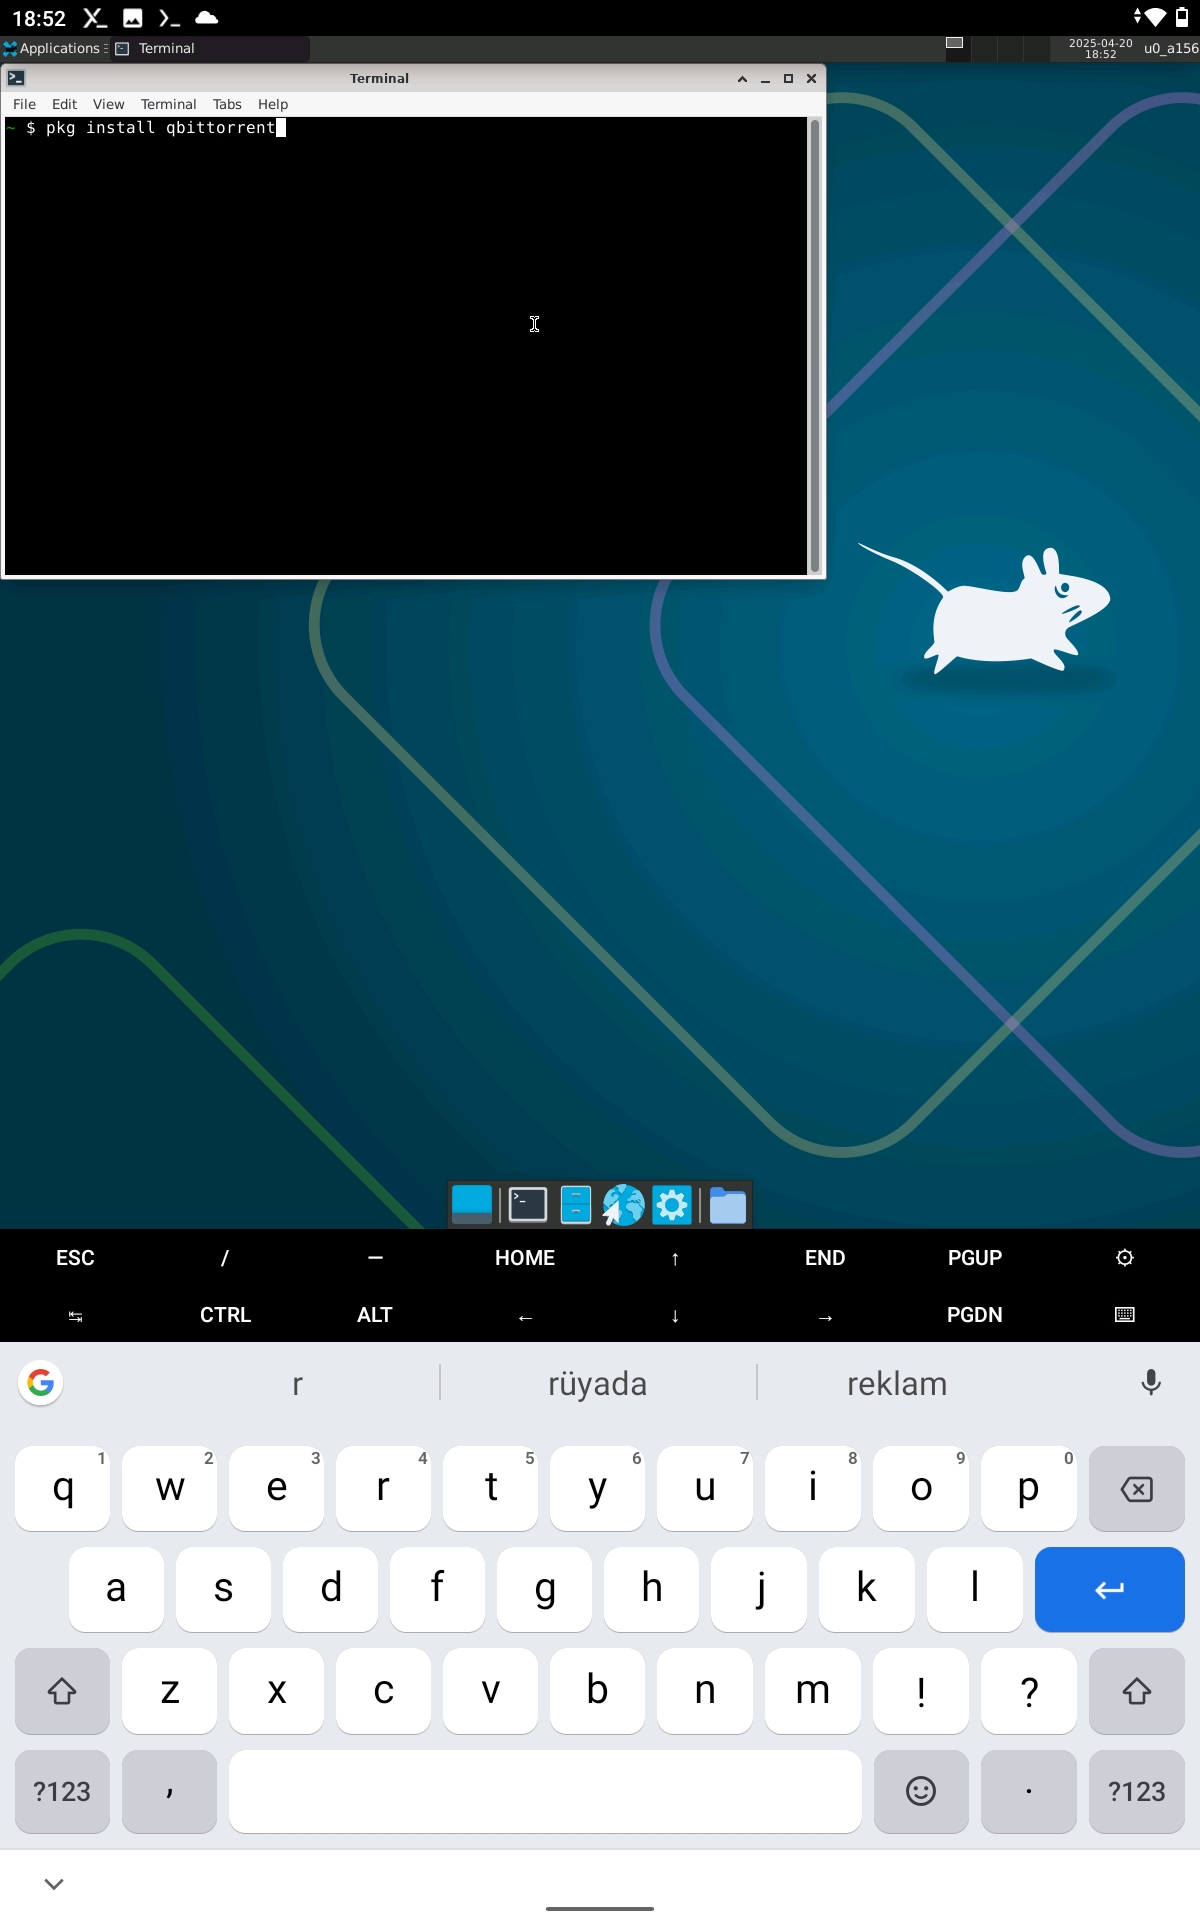 18:52
Applications
Terminal
2025-04-20
18:52
u0_a156
Terminal
File Edit View Terminal Tabs Help
~ $ pkg install qbittorrent
ESC / — HOME ↑ END PGUP
↹ CTRL ALT ← ↓ → PGDN
r rüyada reklam
1 2 3 4 5 6 7 8 9 0
q w e r t y u i o p
a s d f g h j k l
z x c v b n m ! ?
?123 , . ?123